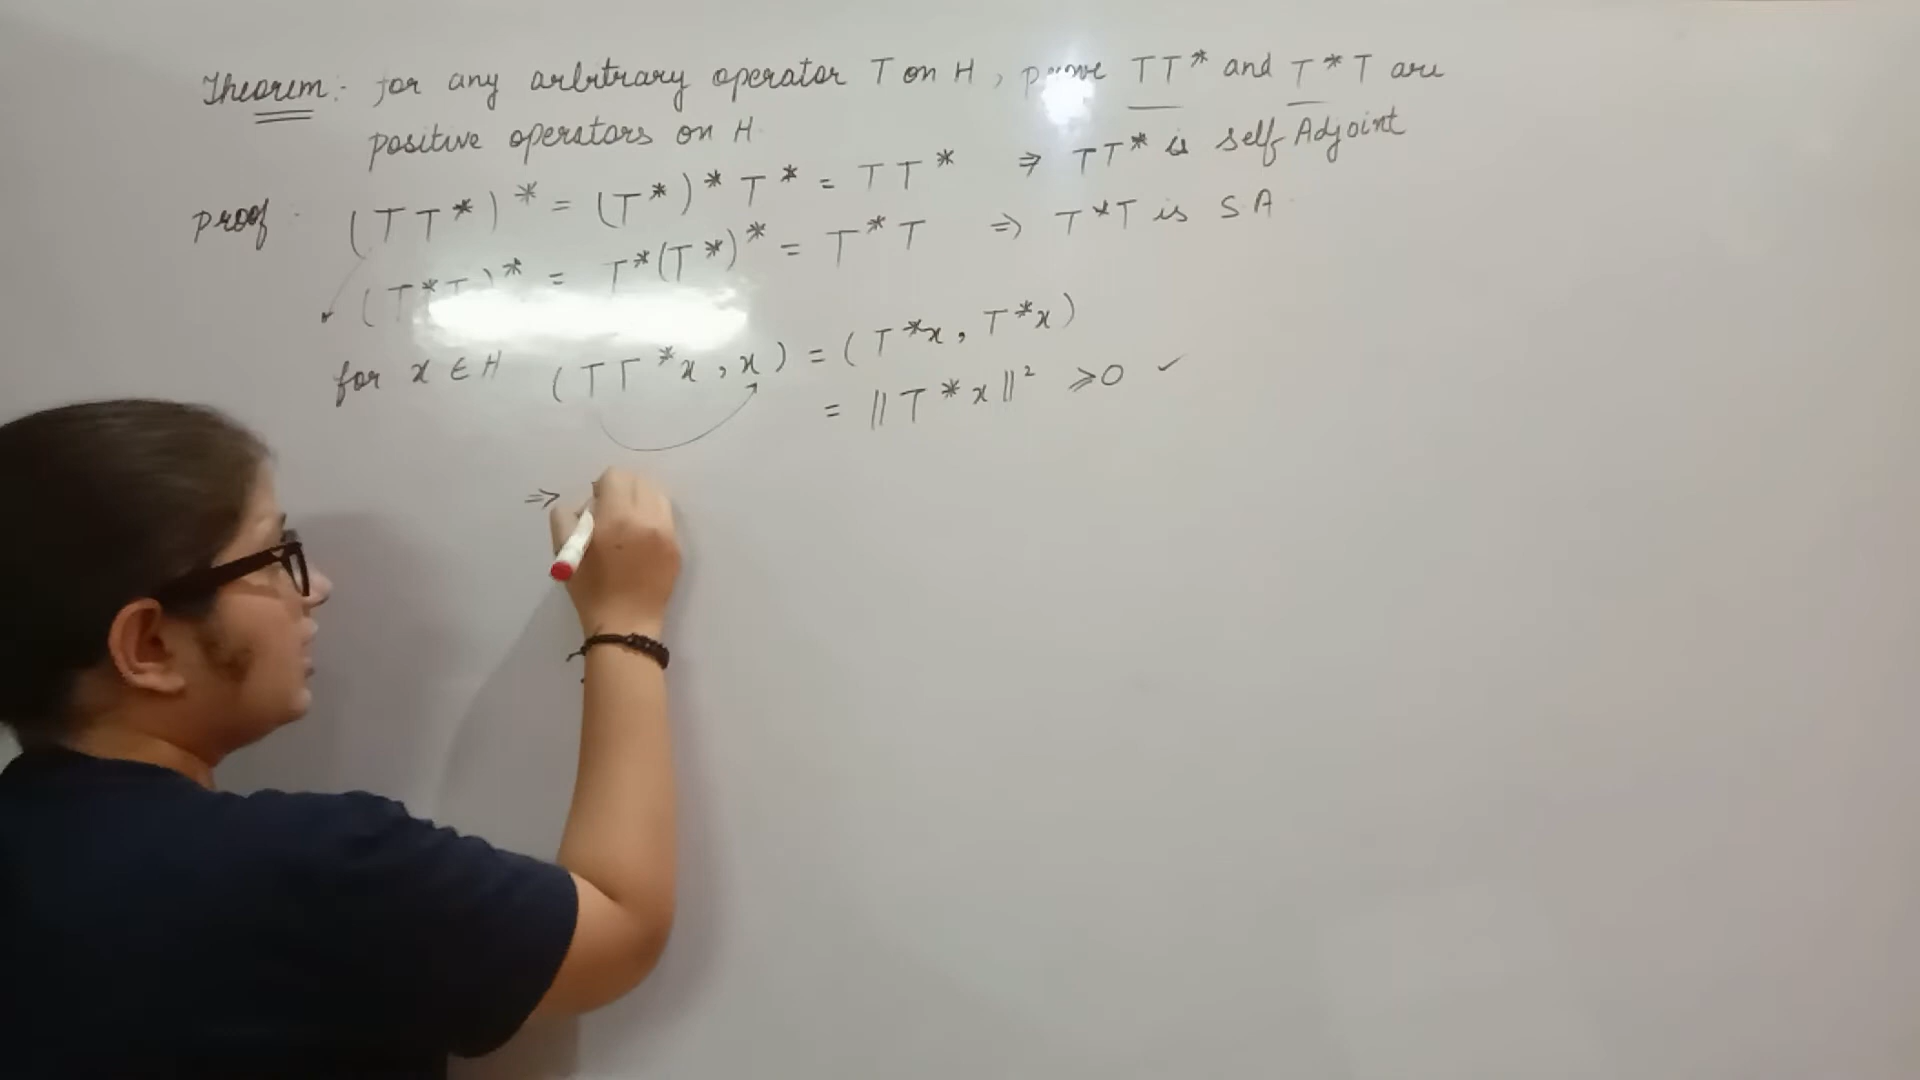 Theorem:- for any arbitrary operator T on H, prove TT* and T*T are
positive operators on H.
Proof: (TT*)* = (T*)*T* = TT* ⇒ TT* is self Adjoint
(T*T)* = T*(T*)* = T*T ⇒ T*T is SA.
for x ∈ H (TT*x, x) = (T*x, T*x)
= ||T*x||² ≥0 ✓
⇒